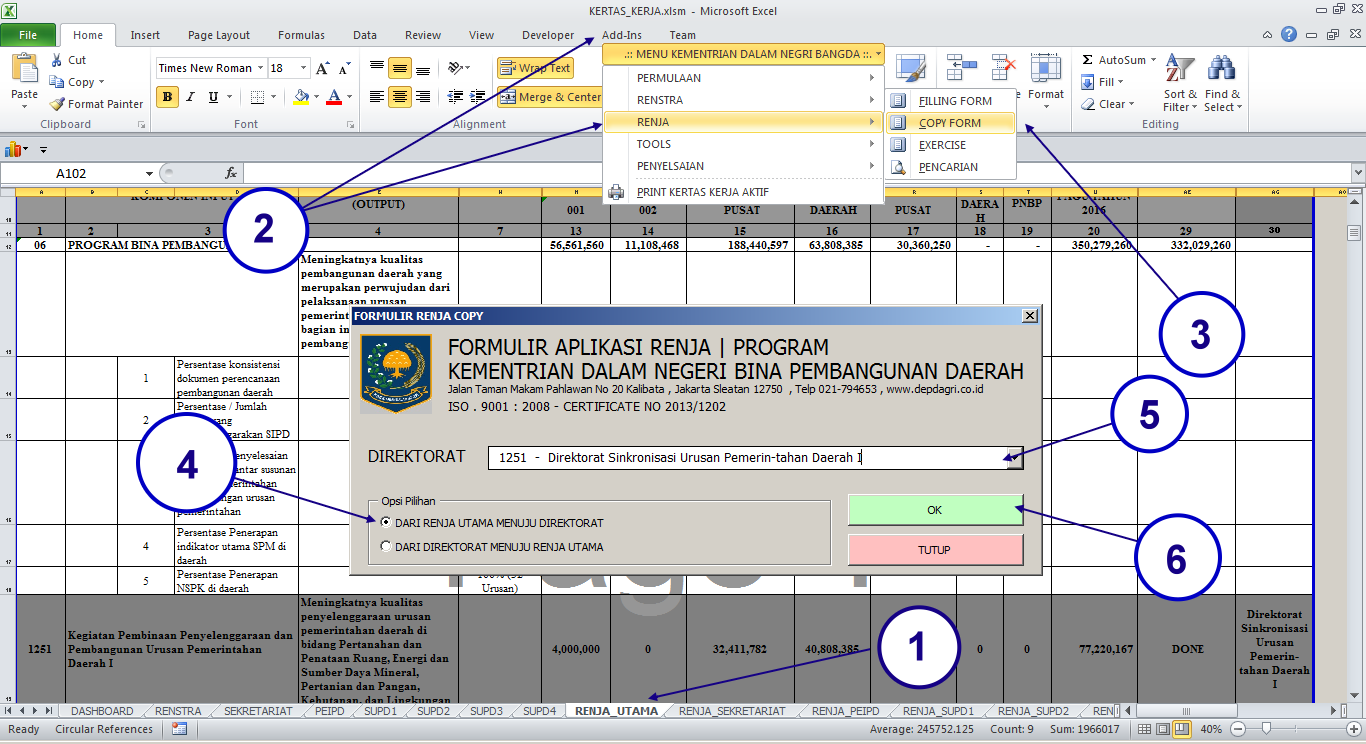 KERTAS_KERJA.xlsm - Microsoft Excel
File Home Insert Page Layout Formulas Data Review View Developer Add-Ins Team
Paste
Cut
Copy
Format Painter
Clipboard
Times New Roman 18
B I U
Font
Wrap Text
Merge & Center
Alignment
.:: MENU KEMENTRIAN DALAM NEGRI BANGDA ::.
PERMULAAN
RENSTRA
RENJA
TOOLS
PENYELSAIAN
PRINT KERTAS KERJA AKTIF
FILLING FORM
COPY FORM
EXERCISE
PENCARIAN
Format
AutoSum
Fill
Clear
Sort &
Filter
Find &
Select
Editing
A102
fx
(OUTPUT) 001 002 PUSAT DAERAH PUSAT DAERA
H PNBP PAGU TAHUN
2016
1 2 3 4 7 13 14 15 16 17 18 19 20 29 30
06 PROGRAM BINA PEMBANGU 56,561,560 11,108,468 188,440,597 63,808,385 30,360,250 - - 350,279,260 332,029,260
Meningkatnya kualitas
pembangunan daerah yang
merupakan perwujudan dari
pelaksanaan urusan
pemerint
bagian in
pembang
1 Persentase konsistensi
dokumen perencanaan
pembangunan daerah
2 Persentase / Jumlah
yang
garakan SIPD
nyelesaian
ntar susunan
erintahan
ngan urusan
pemerintahan
4 Persentase Penerapan
indikator utama SPM di
daerah
5 Persentase Penerapan
NSPK di daerah
Urusan)
1251 Kegiatan Pembinaan Penyelenggaraan dan
Pembangunan Urusan Pemerintahan
Daerah I
Meningkatnya kualitas
penyelenggaraan urusan
pemerintahan daerah di
bidang Pertanahan dan
Penataan Ruang, Energi dan
Sumber Daya Mineral,
Pertanian dan Pangan,
Kehutanan, dan Lingkungan
4,000,000 0 32,411,782 40,808,385 0 0 77,220,167 DONE
Direktorat
Sinkronisasi
Urusan
Pemerin-
tahan Daerah
I
FORMULIR RENJA COPY
FORMULIR APLIKASI RENJA | PROGRAM
KEMENTRIAN DALAM NEGERI BINA PEMBANGUNAN DAERAH
Jalan Taman Makam Pahlawan No 20 Kalibata , Jakarta Sleatan 12750 , Telp 021-794653 , www.depdagri.co.id
ISO . 9001 : 2008 - CERTIFICATE NO 2013/1202
DIREKTORAT 1251 - Direktorat Sinkronisasi Urusan Pemerin-tahan Daerah I
Opsi Pilihan
DARI RENJA UTAMA MENUJU DIREKTORAT
DARI DIREKTORAT MENUJU RENJA UTAMA
OK
TUTUP
2
3
4
5
6
1
DASHBOARD RENSTRA SEKRETARIAT PEIPD SUPD1 SUPD2 SUPD3 SUPD4 RENJA_UTAMA RENJA_SEKRETARIAT RENJA_PEIPD RENJA_SUPD1 RENJA_SUPD2 REN
Ready Circular References Average: 245752.125 Count: 9 Sum: 1966017 40%